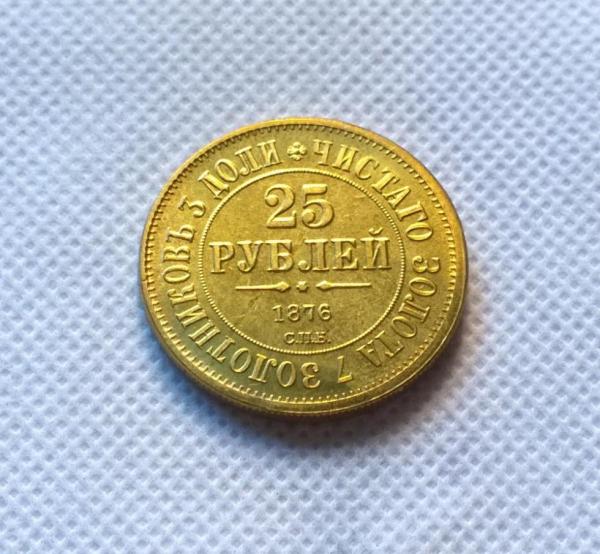 ЧИСТАГО ЗОЛОТА 7 ЗОЛОТНИКОВЪ 3 ДОЛИ
25
РУБЛЕЙ
1876
С.П.Б.